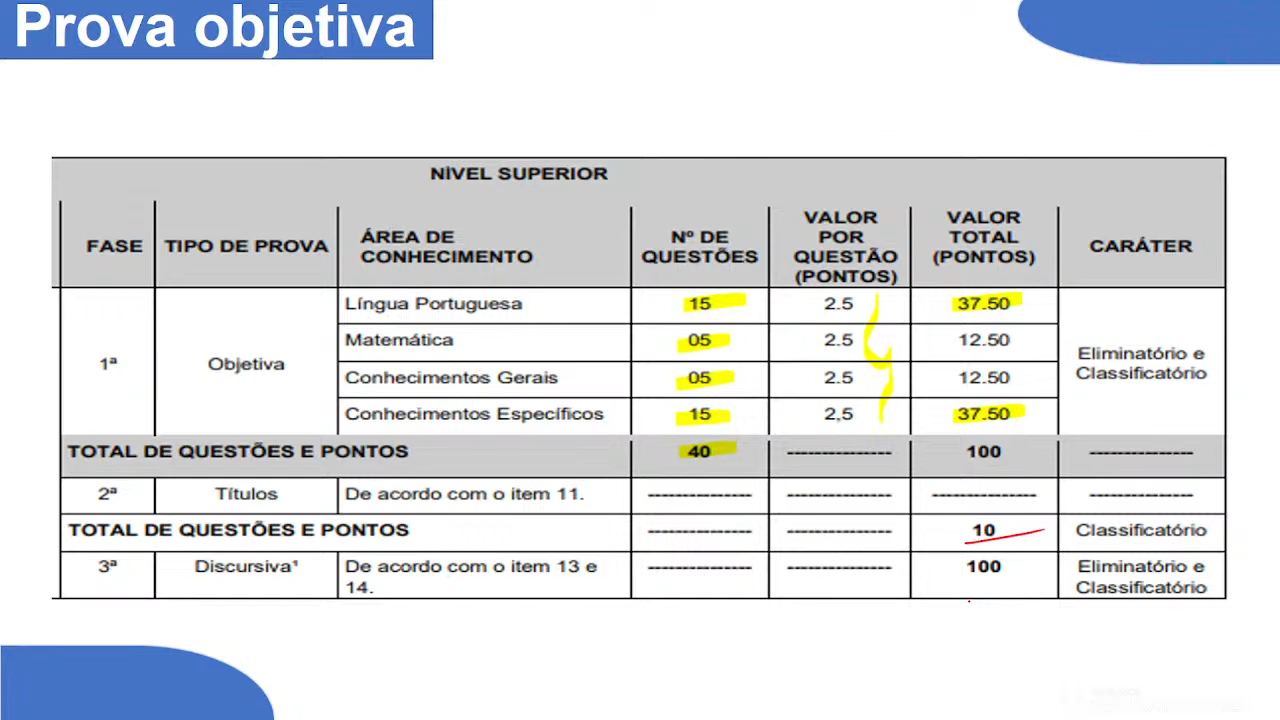 Prova objetiva
NÍVEL SUPERIOR
FASE TIPO DE PROVA ÁREA DE CONHECIMENTO Nº DE QUESTÕES VALOR POR QUESTÃO (PONTOS) VALOR TOTAL (PONTOS) CARÁTER
1ª Objetiva Língua Portuguesa 15 2.5 37.50 Eliminatório e Classificatório
Matemática 05 2.5 12.50
Conhecimentos Gerais 05 2.5 12.50
Conhecimentos Específicos 15 2,5 37.50
TOTAL DE QUESTÕES E PONTOS 40 --------------- 100 ---------------
2ª Títulos De acordo com o item 11. --------------- --------------- --------------- ---------------
TOTAL DE QUESTÕES E PONTOS --------------- --------------- 10 Classificatório
3ª Discursiva¹ De acordo com o item 13 e 14. --------------- --------------- 100 Eliminatório e Classificatório